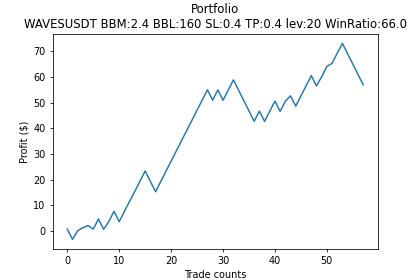 Portfolio
WAVESUSDT BBM:2.4 BBL:160 SL:0.4 TP:0.4 lev:20 WinRatio:66.0
70
60
50
40
30
20
10
0
Profit ($)
0 10 20 30 40 50
Trade counts